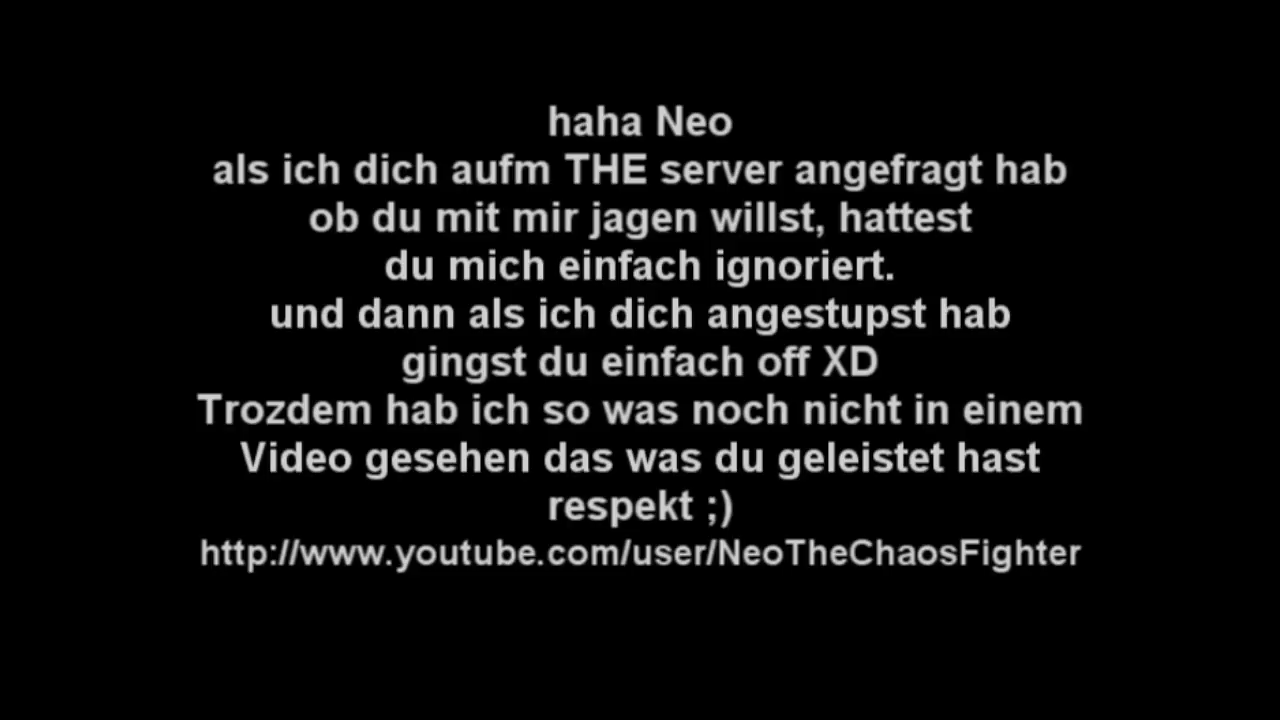 haha Neo
als ich dich aufm THE server angefragt hab
ob du mit mir jagen willst, hattest
du mich einfach ignoriert.
und dann als ich dich angestupst hab
gingst du einfach off XD
Trozdem hab ich so was noch nicht in einem
Video gesehen das was du geleistet hast
respekt ;)
http://www.youtube.com/user/NeoTheChaosFighter